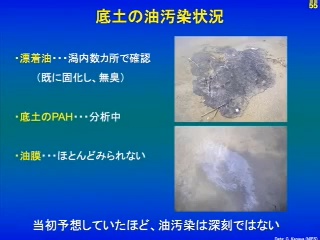 55
底土の油汚染状況
・漂着油・・・潟内数カ所で確認
（既に固化し、無臭）
・底土のPAH・・・分析中
・油膜・・・ほとんどみられない
当初予想していたほど、油汚染は深刻ではない